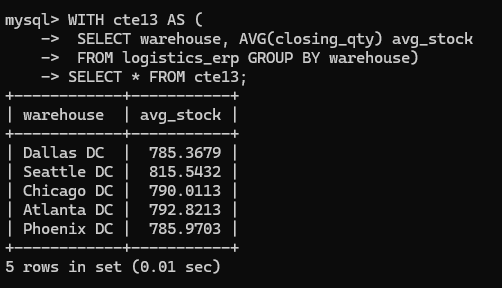 mysql> WITH cte13 AS (
    ->  SELECT warehouse, AVG(closing_qty) avg_stock
    ->  FROM logistics_erp GROUP BY warehouse)
    -> SELECT * FROM cte13;
+------------+-----------+
| warehouse  | avg_stock |
+------------+-----------+
| Dallas DC  |  785.3679 |
| Seattle DC |  815.5432 |
| Chicago DC |  790.0113 |
| Atlanta DC |  792.8213 |
| Phoenix DC |  785.9703 |
+------------+-----------+
5 rows in set (0.01 sec)